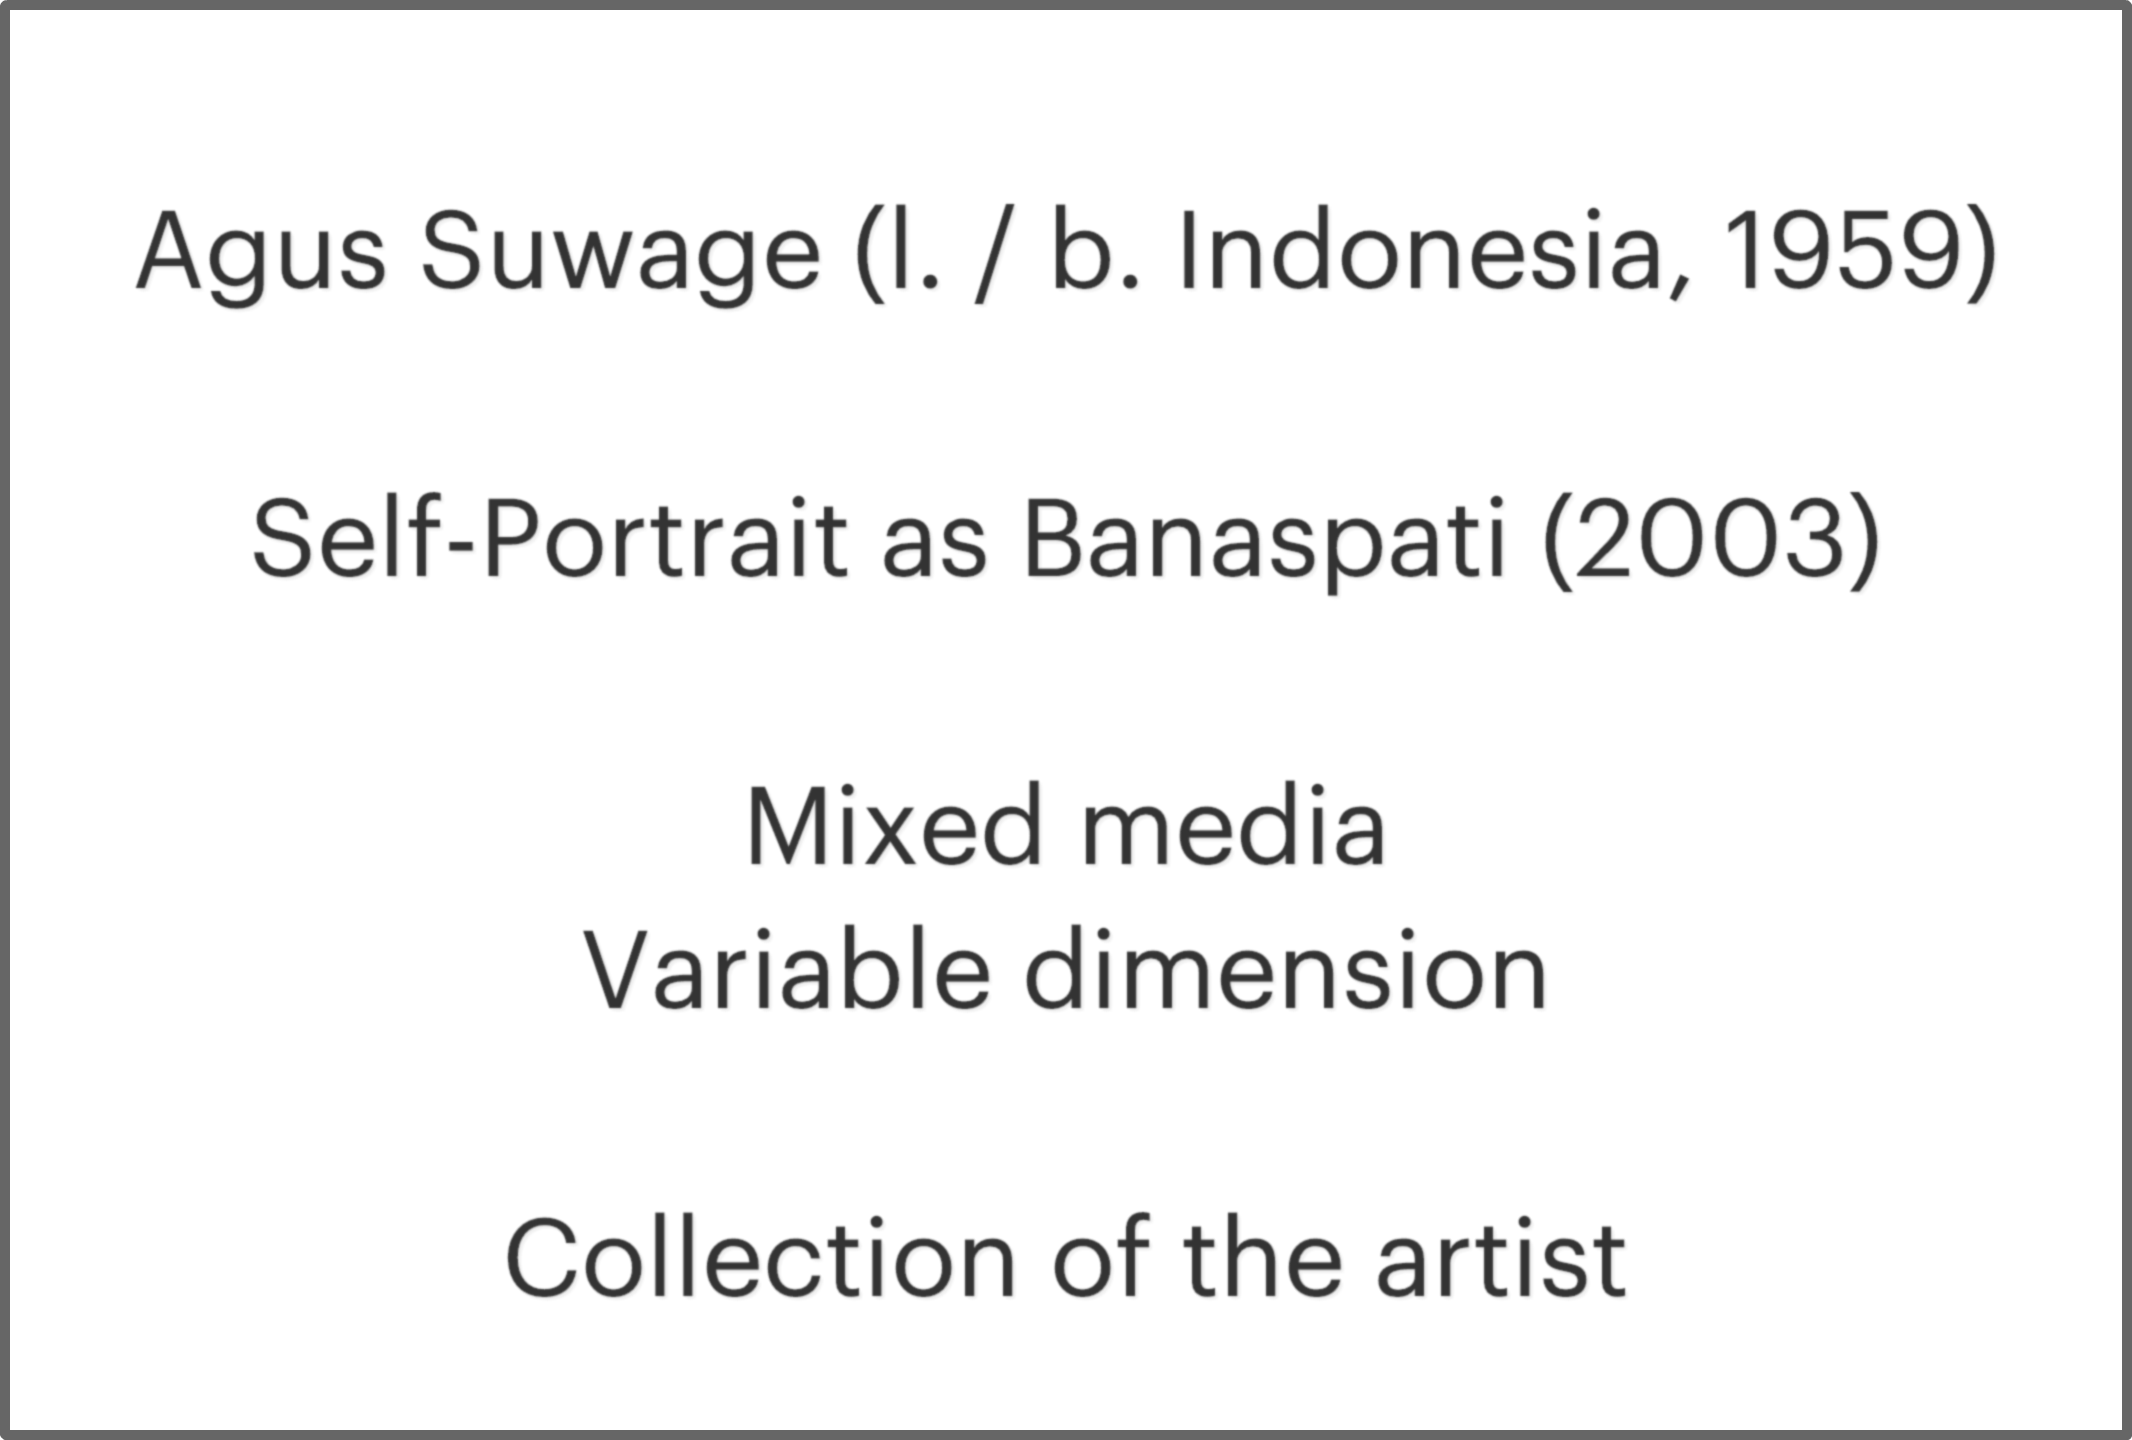 Agus Suwage (l. / b. Indonesia, 1959)
Self-Portrait as Banaspati (2003)
Mixed media
Variable dimension
Collection of the artist